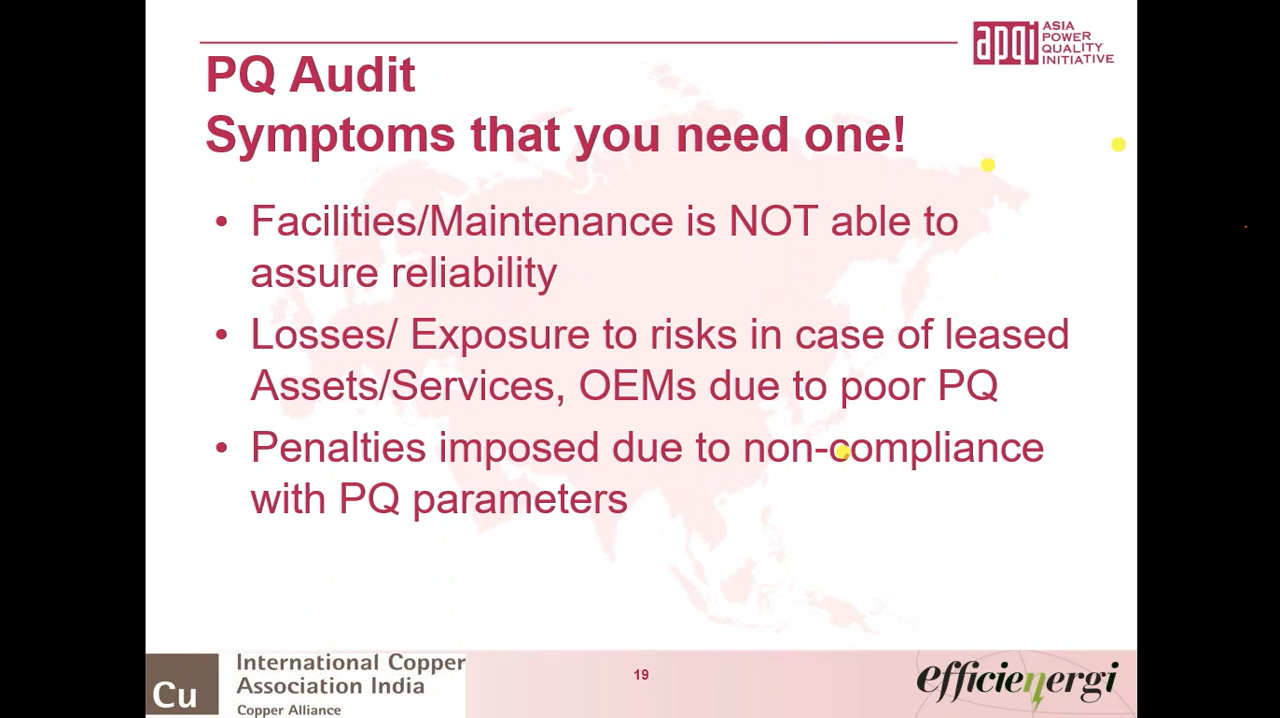 apqi ASIA
POWER
QUALITY
INITIATIVE
PQ Audit
Symptoms that you need one!
• Facilities/Maintenance is NOT able to
assure reliability
• Losses/ Exposure to risks in case of leased
Assets/Services, OEMs due to poor PQ
• Penalties imposed due to non-compliance
with PQ parameters
Cu
International Copper
Association India
Copper Alliance
19
efficienergi